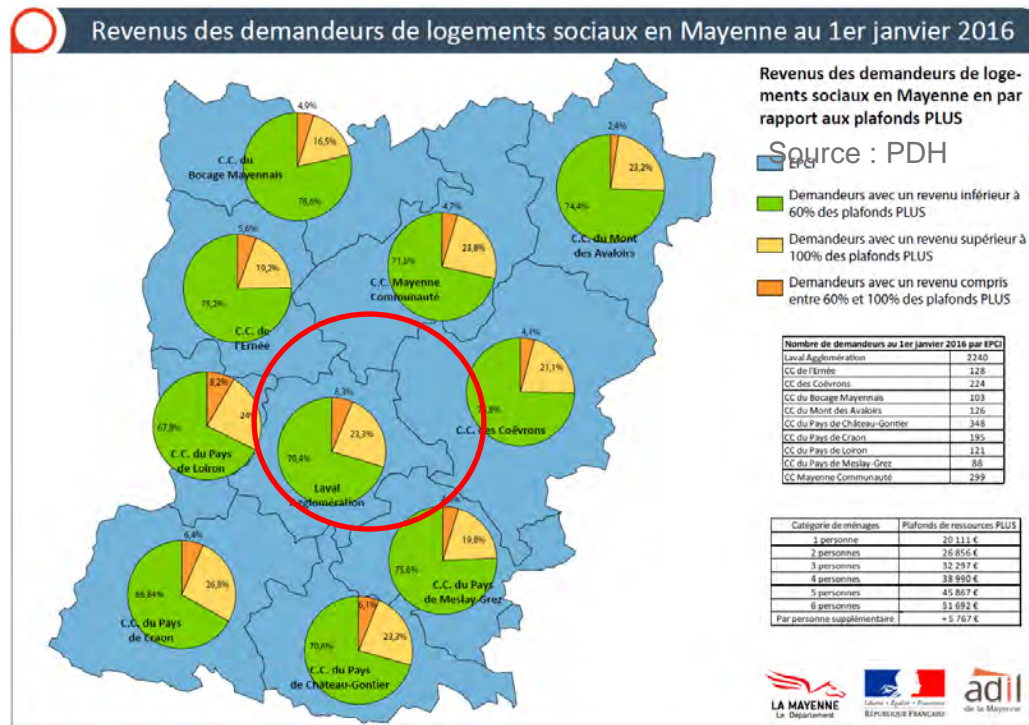 Revenus des demandeurs de logements sociaux en Mayenne au 1er janvier 2016
4,9%
16,5%
78,6%
C.C. du
Bocage Mayennais
2,4%
23,2%
74,4%
C.C. du Mont
des Avaloirs
5,6%
19,2%
75,2%
C.C. de
l'Ernée
4,7%
23,8%
C.C. Mayenne
Communauté
8,2%
24%
67,8%
C.C. du Pays
de Loiron
6,3%
23,3%
70,4%
Laval
Agglomération
4,1%
21,1%
C.C. des Coëvrons
19,8%
75,6%
C.C. du Pays
de Meslay-Grez
6,4%
26,8%
66,84%
C.C. du Pays
de Craon
6,1%
23,3%
70,6%
C.C. du Pays
de Château-Gontier
Revenus des demandeurs de loge-
ments sociaux en Mayenne en par
rapport aux plafonds PLUS
Source : PDH
EPCI
Demandeurs avec un revenu inférieur à
60% des plafonds PLUS
Demandeurs avec un revenu supérieur à
100% des plafonds PLUS
Demandeurs avec un revenu compris
entre 60% et 100% des plafonds PLUS
Nombre de demandeurs au 1er janvier 2016 par EPCI
Laval Agglomération 2240
CC de l'Ernée 128
CC des Coëvrons 224
CC du Bocage Mayennais 103
CC du Mont des Avaloirs 126
CC du Pays de Château-Gontier 348
CC du Pays de Craon 195
CC du Pays de Loiron 121
CC du Pays de Meslay-Grez 88
CC Mayenne Communauté 299
Catégorie de ménages Plafonds de ressources PLUS
1 personne 20 111 €
2 personnes 26 856 €
3 personnes 32 297 €
4 personnes 38 990 €
5 personnes 45 867 €
6 personnes 51 692 €
Par personne supplémentaire + 5 767 €
LA MAYENNE
Le Département
Liberté • Égalité • Fraternité
RÉPUBLIQUE FRANÇAISE
adil
de la Mayenne